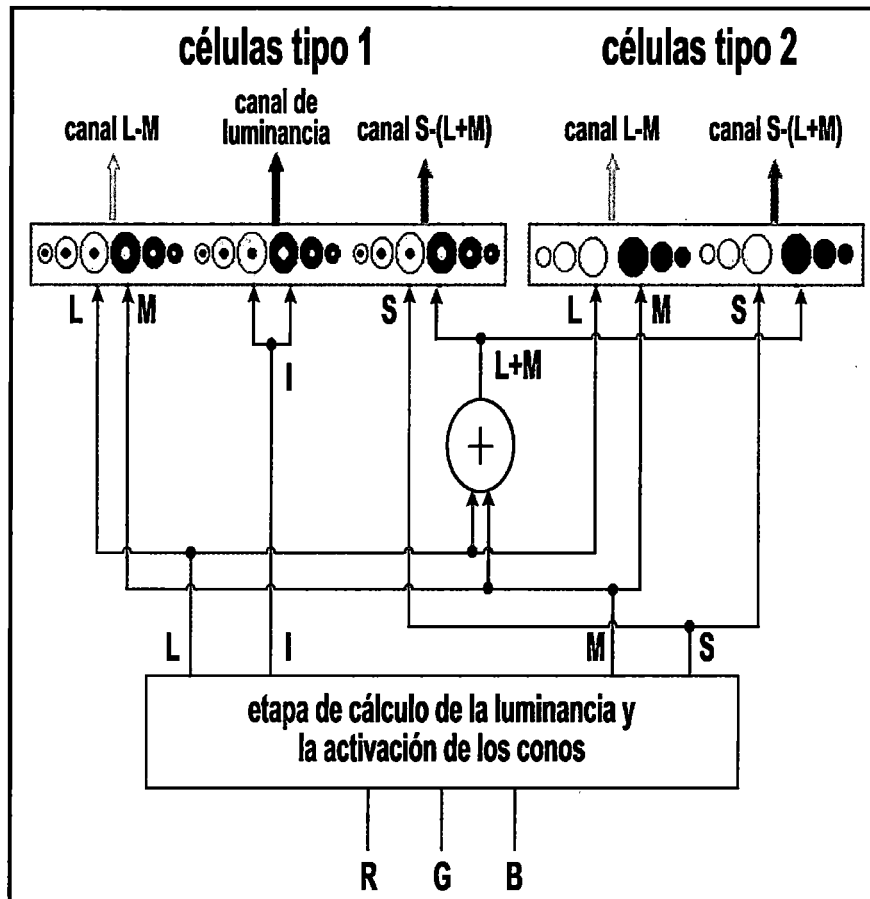 células tipo 1
células tipo 2
canal L-M
canal de
luminancia
canal S-(L+M)
canal L-M
canal S-(L+M)
L
M
S
L
M
S
I
L+M
+
L
I
M
S
etapa de cálculo de la luminancia y
la activación de los conos
R
G
B